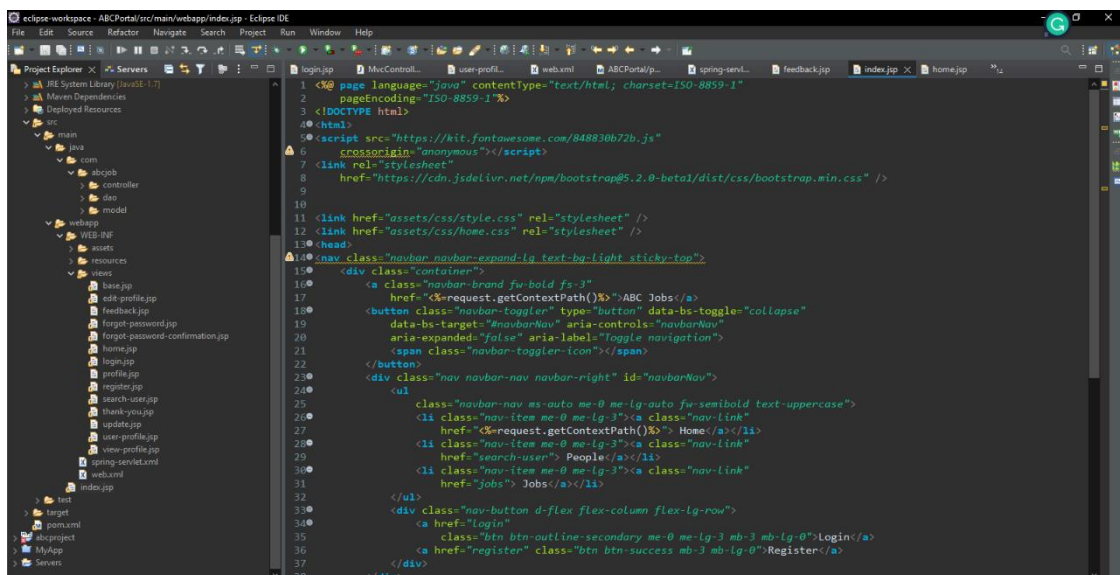 eclipse-workspace - ABCPortal/src/main/webapp/index.jsp - Eclipse IDE
File Edit Source Refactor Navigate Search Project Run Window Help
Project Explorer Servers
login.jsp MvcControll... user-profil... web.xml ABCPortal/p... spring-servl... feedback.jsp index.jsp home.jsp
JRE System Library [JavaSE-1.7]
Maven Dependencies
Deployed Resources
src
main
java
com
abcjob
controller
dao
model
webapp
WEB-INF
assets
resources
views
base.jsp
edit-profile.jsp
feedback.jsp
forgot-password.jsp
forgot-password-confirmation.jsp
home.jsp
login.jsp
profile.jsp
register.jsp
search-user.jsp
thank-you.jsp
update.jsp
user-profile.jsp
view-profile.jsp
spring-servlet.xml
web.xml
index.jsp
test
target
pom.xml
abcproject
MyApp
Servers
1 <%@ page language="java" contentType="text/html; charset=ISO-8859-1"
2 pageEncoding="ISO-8859-1"%>
3 <!DOCTYPE html>
4 <html>
5 <script src="https://kit.fontawesome.com/848830b72b.js"
6 crossorigin="anonymous"></script>
7 <link rel="stylesheet"
8 href="https://cdn.jsdelivr.net/npm/bootstrap@5.2.0-beta1/dist/css/bootstrap.min.css" />
9
10
11 <link href="assets/css/style.css" rel="stylesheet" />
12 <link href="assets/css/home.css" rel="stylesheet" />
13 <head>
14 <nav class="navbar navbar-expand-lg text-bg-light sticky-top">
15 <div class="container">
16 <a class="navbar-brand fw-bold fs-3"
17 href="<%=request.getContextPath()%>">ABC Jobs</a>
18 <button class="navbar-toggler" type="button" data-bs-toggle="collapse"
19 data-bs-target="#navbarNav" aria-controls="navbarNav"
20 aria-expanded="false" aria-label="Toggle navigation">
21 <span class="navbar-toggler-icon"></span>
22 </button>
23 <div class="nav navbar-nav navbar-right" id="navbarNav">
24 <ul
25 class="navbar-nav ms-auto me-0 me-lg-auto fw-semibold text-uppercase">
26 <li class="nav-item me-0 me-lg-3"><a class="nav-link"
27 href="<%=request.getContextPath()%>"> Home</a></li>
28 <li class="nav-item me-0 me-lg-3"><a class="nav-link"
29 href="search-user"> People</a></li>
30 <li class="nav-item me-0 me-lg-3"><a class="nav-link"
31 href="jobs"> Jobs</a></li>
32 </ul>
33 <div class="nav-button d-flex flex-column flex-lg-row">
34 <a href="login"
35 class="btn btn-outline-secondary me-0 me-lg-3 mb-3 mb-lg-0">Login</a>
36 <a href="register" class="btn btn-success mb-3 mb-lg-0">Register</a>
37 </div>